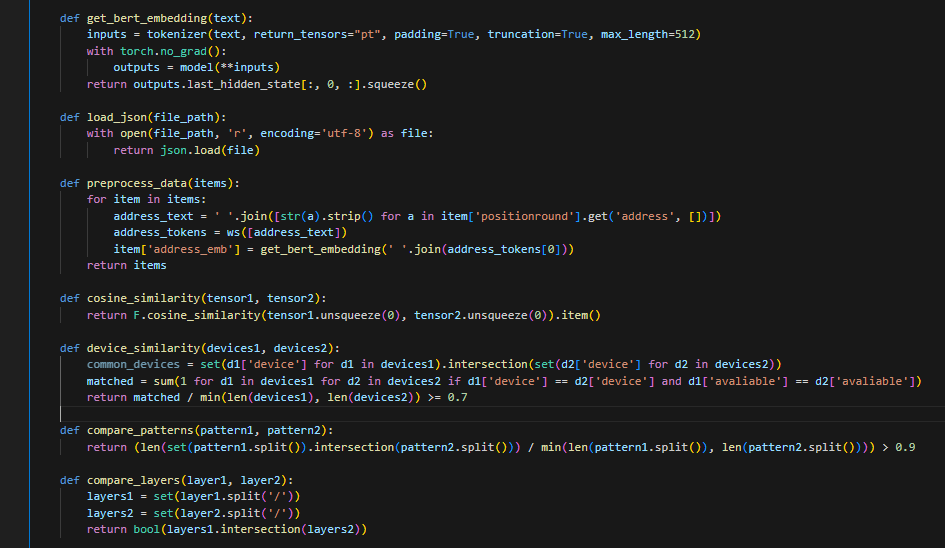 def get_bert_embedding(text):
    inputs = tokenizer(text, return_tensors="pt", padding=True, truncation=True, max_length=512)
    with torch.no_grad():
        outputs = model(**inputs)
    return outputs.last_hidden_state[:, 0, :].squeeze()
def load_json(file_path):
    with open(file_path, 'r', encoding='utf-8') as file:
        return json.load(file)
def preprocess_data(items):
    for item in items:
        address_text = ' '.join([str(a).strip() for a in item['positionround'].get('address', [])])
        address_tokens = ws([address_text])
        item['address_emb'] = get_bert_embedding(' '.join(address_tokens[0]))
    return items
def cosine_similarity(tensor1, tensor2):
    return F.cosine_similarity(tensor1.unsqueeze(0), tensor2.unsqueeze(0)).item()
def device_similarity(devices1, devices2):
    common_devices = set(d1['device'] for d1 in devices1).intersection(set(d2['device'] for d2 in devices2))
    matched = sum(1 for d1 in devices1 for d2 in devices2 if d1['device'] == d2['device'] and d1['avaliable'] == d2['avaliable'])
    return matched / min(len(devices1), len(devices2)) >= 0.7
def compare_patterns(pattern1, pattern2):
    return (len(set(pattern1.split()).intersection(pattern2.split())) / min(len(pattern1.split()), len(pattern2.split()))) > 0.9
def compare_layers(layer1, layer2):
    layers1 = set(layer1.split('/'))
    layers2 = set(layer2.split('/'))
    return bool(layers1.intersection(layers2))